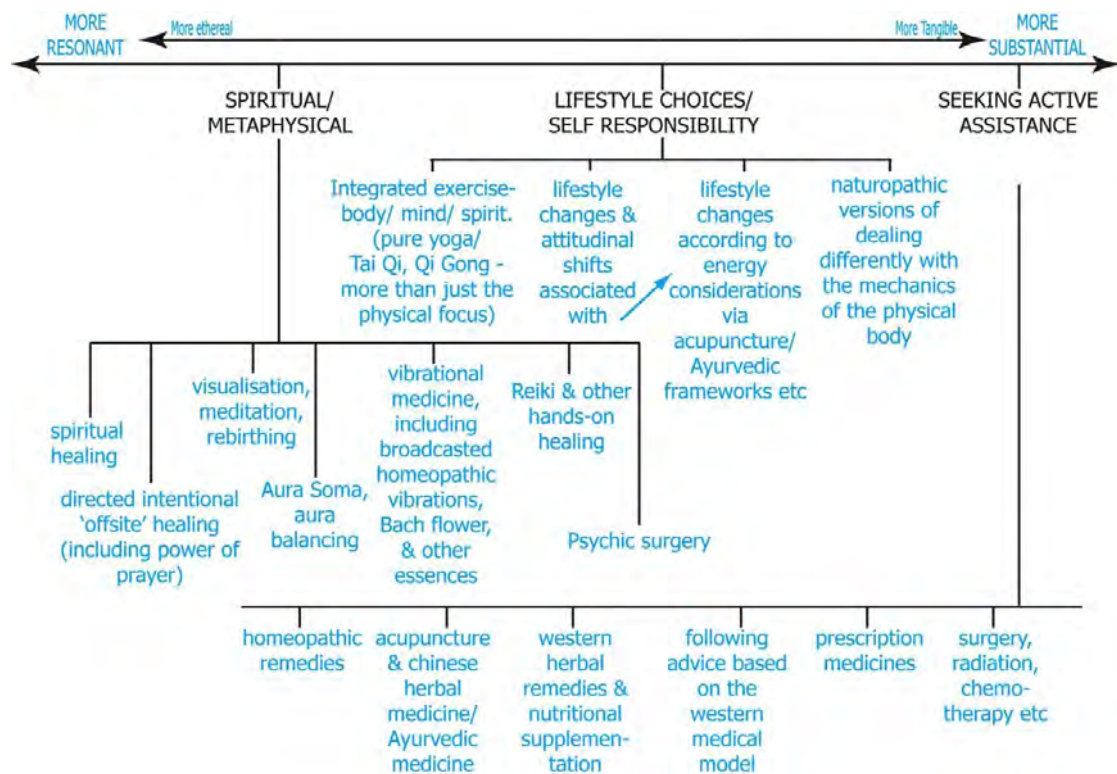 MORE
RESONANT
More ethereal
More Tangible
MORE
SUBSTANTIAL
SPIRITUAL/
METAPHYSICAL
LIFESTYLE CHOICES/
SELF RESPONSIBILITY
SEEKING ACTIVE
ASSISTANCE
Integrated exercise-
body/ mind/ spirit.
(pure yoga/
Tai Qi, Qi Gong -
more than just the
physical focus)
lifestyle
changes &
attitudinal
shifts
associated
with
lifestyle
changes
according to
energy
considerations
via
acupuncture/
Ayurvedic
frameworks etc
naturopathic
versions of
dealing
differently with
the mechanics
of the physical
body
spiritual
healing
directed intentional
‘offsite’ healing
(including power of
prayer)
visualisation,
meditation,
rebirthing
Aura Soma,
aura
balancing
vibrational
medicine,
including
broadcasted
homeopathic
vibrations,
Bach flower,
& other
essences
Reiki & other
hands-on
healing
Psychic surgery
homeopathic
remedies
acupuncture
& chinese
herbal
medicine/
Ayurvedic
medicine
western
herbal
remedies &
nutritional
supplemen-
tation
following
advice based
on the
western
medical
model
prescription
medicines
surgery,
radiation,
chemo-
therapy etc